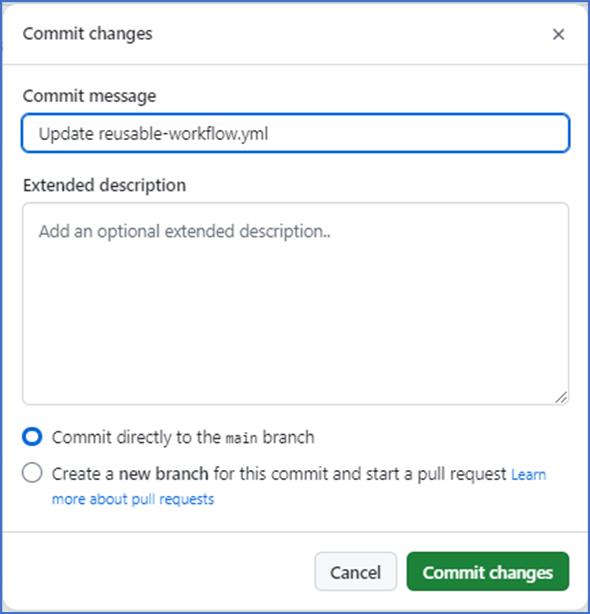 Commit changes
Commit message
Update reusable-workflow.yml
Extended description
Add an optional extended description..
Commit directly to the main branch
Create a new branch for this commit and start a pull request Learn
more about pull requests
Cancel
Commit changes